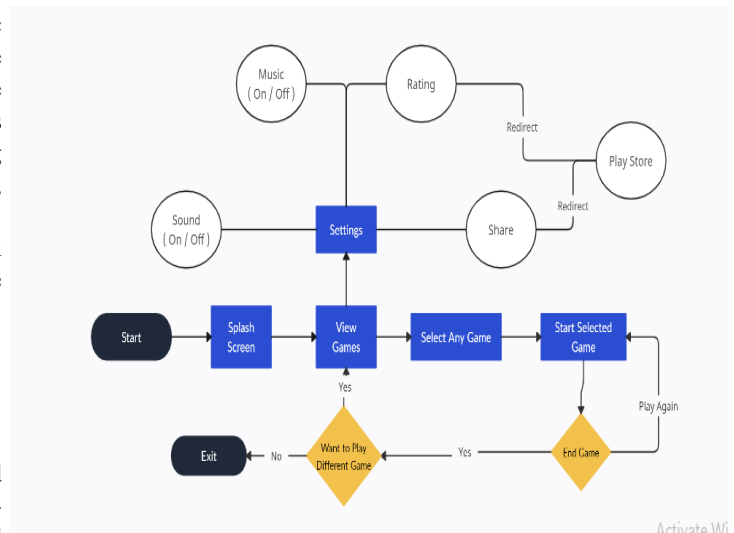 Music
( On / Off )
Rating
Redirect
Play Store
Sound
( On / Off )
Settings
Share
Redirect
Start
Splash
Screen
View
Games
Select Any Game
Start Selected
Game
Yes
Play Again
Exit
No
Want to Play
Different Game
Yes
End Game
Activate Wi